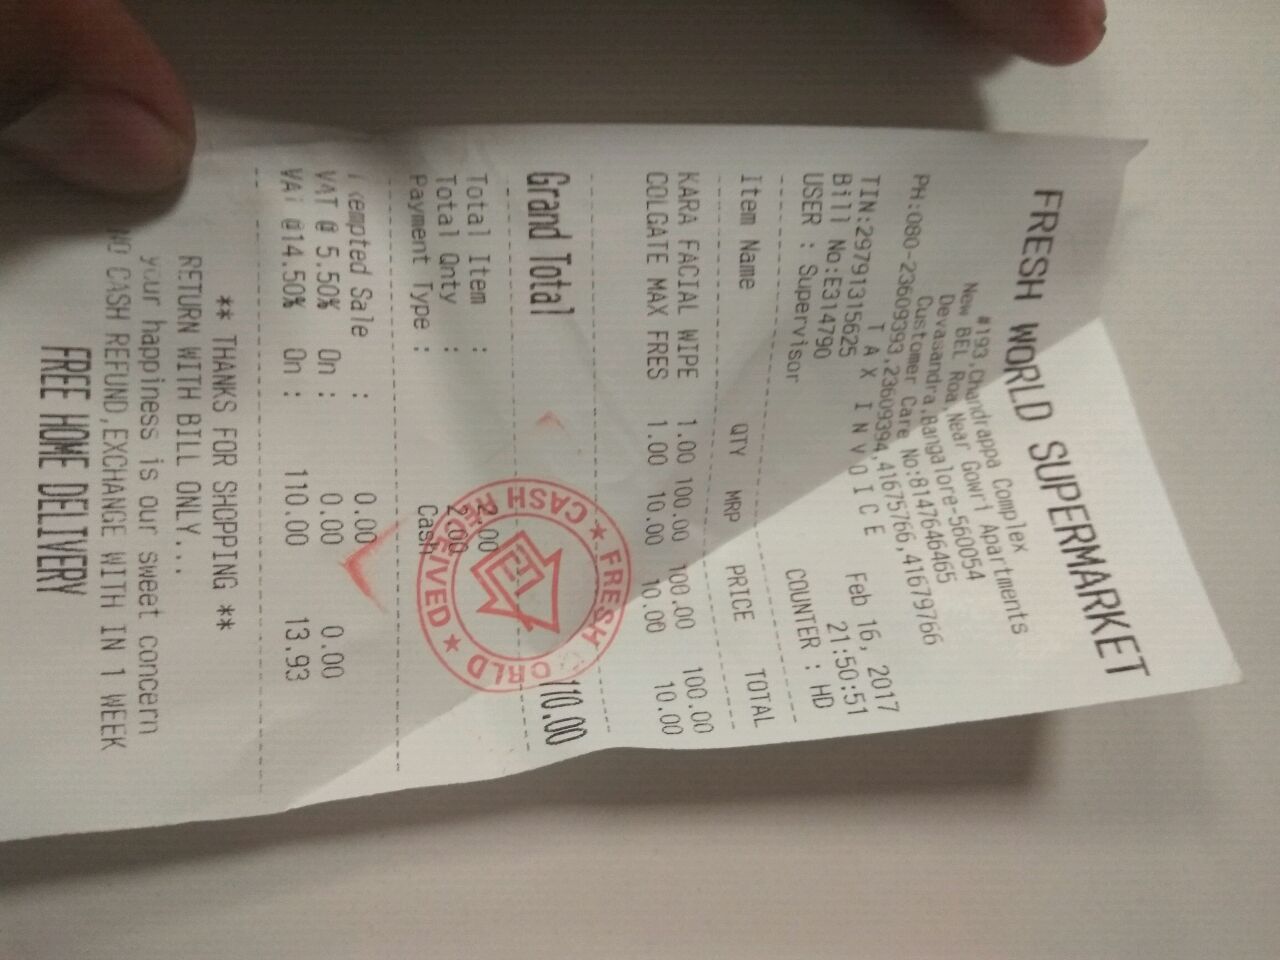 FRESH WORLD SUPERMARKET
#193,Chandrappa Complex
New BEL Roa,Near Gowri Apartments
Devasandra,Bangalore-560054
Customer Care No:8147646465
PH:080-23609393,23609394,41675766,41679766
T A X I N V O I C E
TIN:29791315625 Feb 16, 2017
Bill No:E314790 21:50:51
USER : Supervisor COUNTER : HD
Item Name QTY MRP PRICE TOTAL
KARA FACIAL WIPE 1.00 100.00 100.00 100.00
COLGATE MAX FRES 1.00 10.00 10.00 10.00
Grand Total 110.00
Total Item : 2.00
Total Qnty : 2.00
Payment Type : Cash
★ FRESH ORLD ★ CASH
Sale : 0.00
VAT @ 5.50% On : 0.00 0.00
VAT @14.50% On : 110.00 13.93
** THANKS FOR SHOPPING **
RETURN WITH BILL ONLY...
your happiness is our sweet concern
NO CASH REFUND,EXCHANGE WITH IN 1 WEEK
FREE HOME DELIVERY